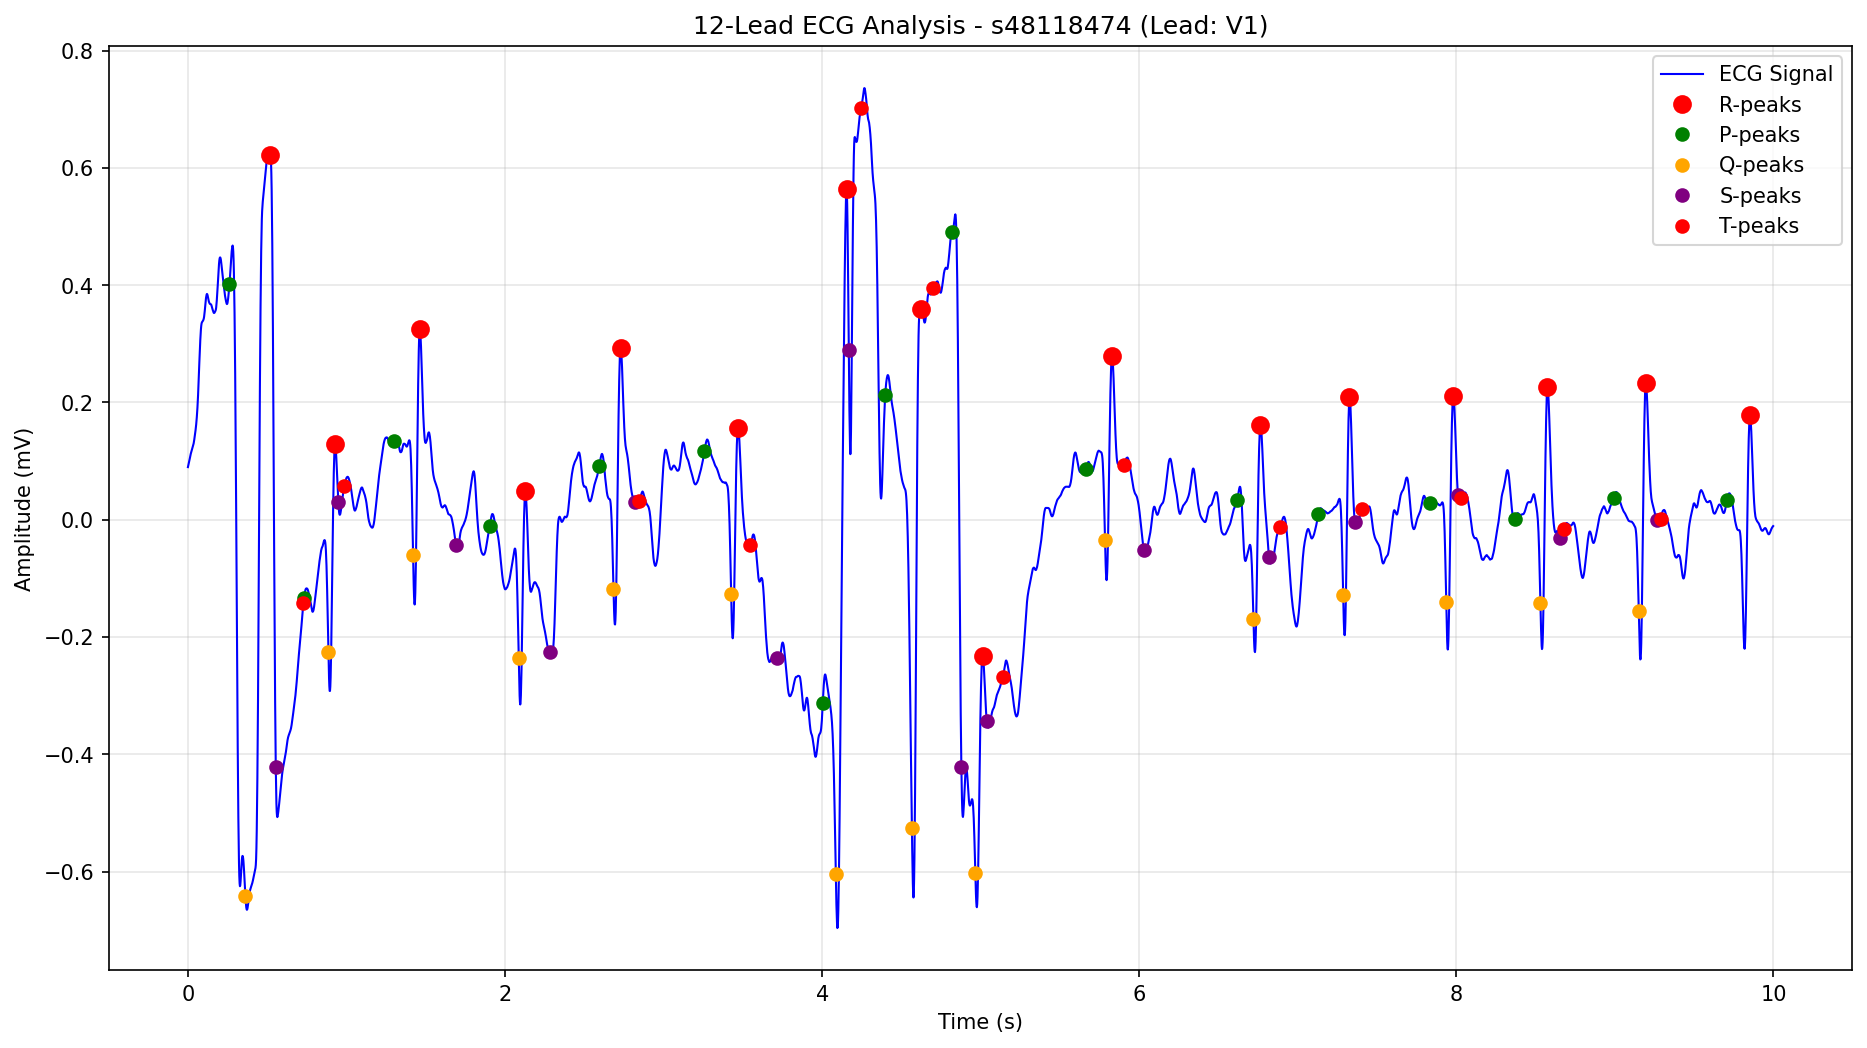 12-Lead ECG Analysis - s48118474 (Lead: V1)
ECG Signal
R-peaks
P-peaks
Q-peaks
S-peaks
T-peaks
Amplitude (mV)
0.8
0.6
0.4
0.2
0.0
−0.2
−0.4
−0.6
0 2 4 6 8 10
Time (s)